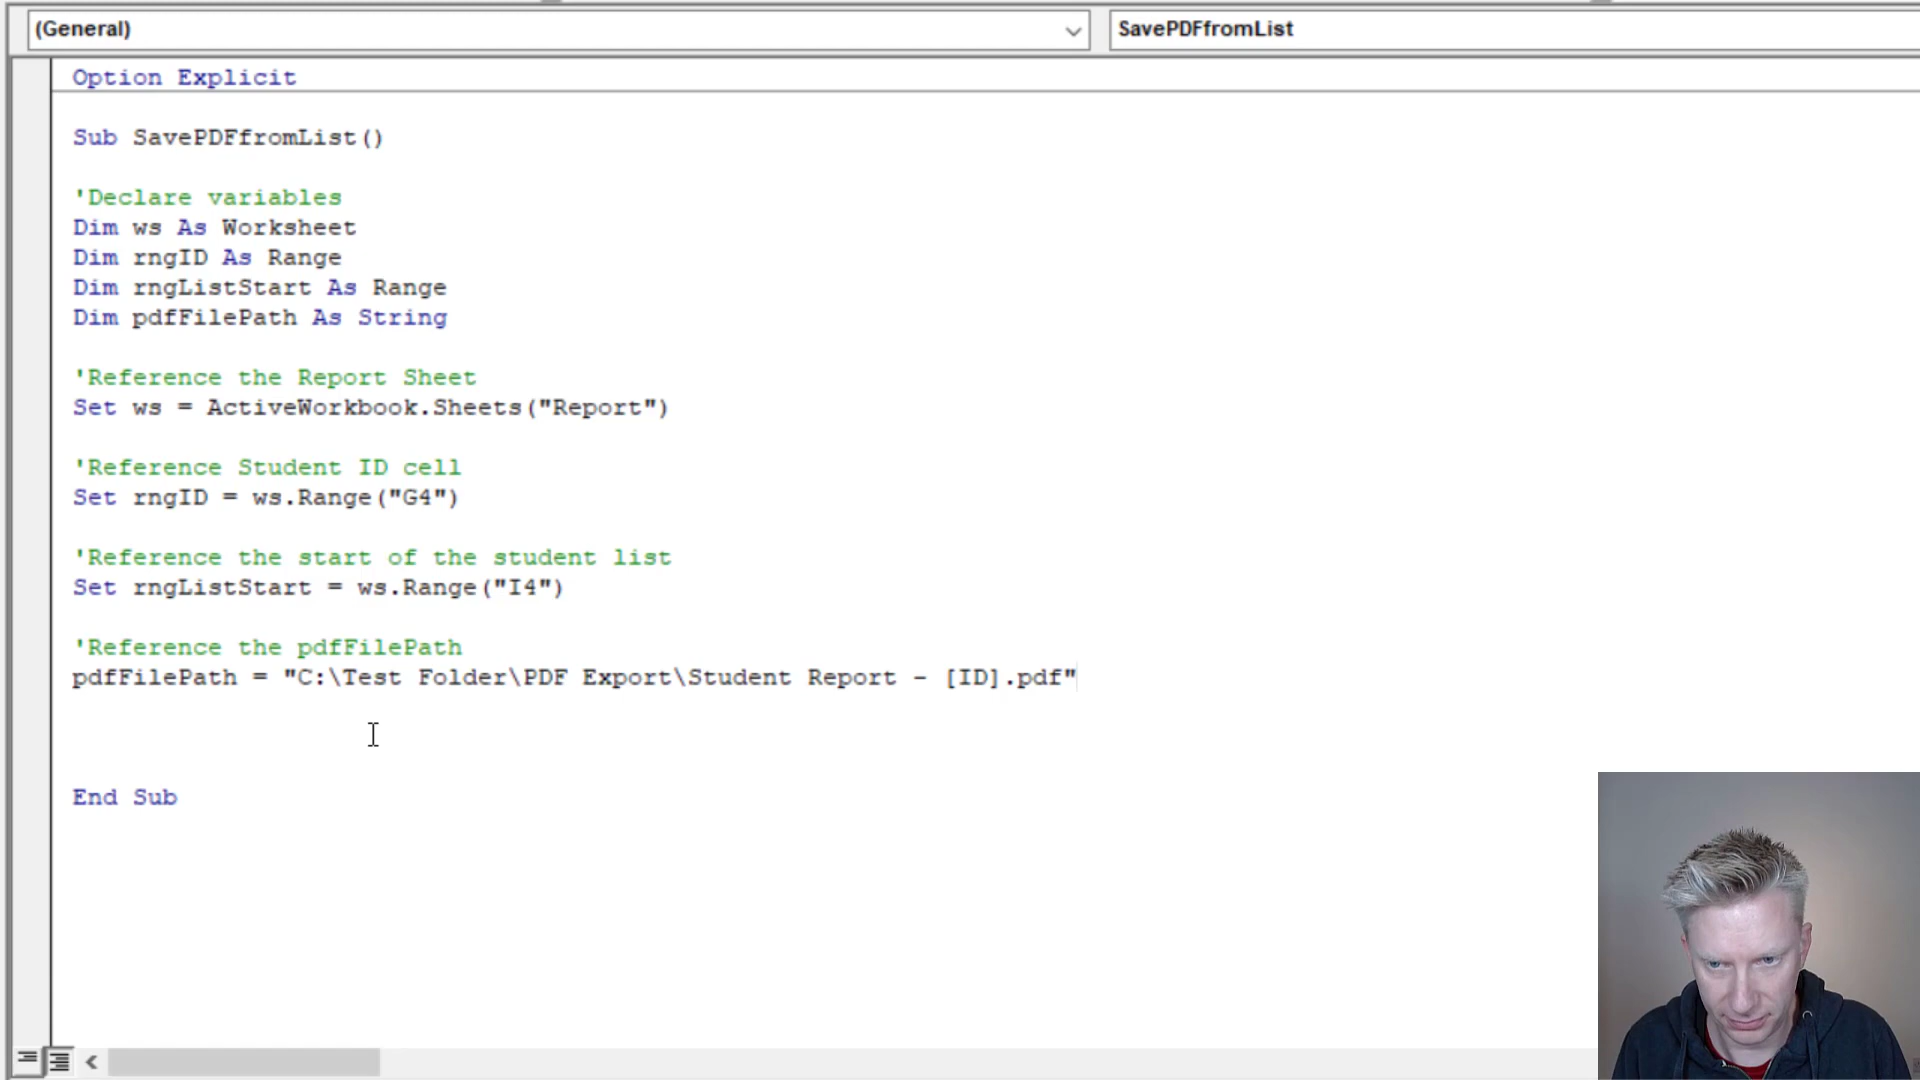 (General)
SavePDFfromList
Option Explicit
Sub SavePDFfromList()
'Declare variables
Dim ws As Worksheet
Dim rngID As Range
Dim rngListStart As Range
Dim pdfFilePath As String
'Reference the Report Sheet
Set ws = ActiveWorkbook.Sheets("Report")
'Reference Student ID cell
Set rngID = ws.Range("G4")
'Reference the start of the student list
Set rngListStart = ws.Range("I4")
'Reference the pdfFilePath
pdfFilePath = "C:\Test Folder\PDF Export\Student Report - [ID].pdf"
End Sub